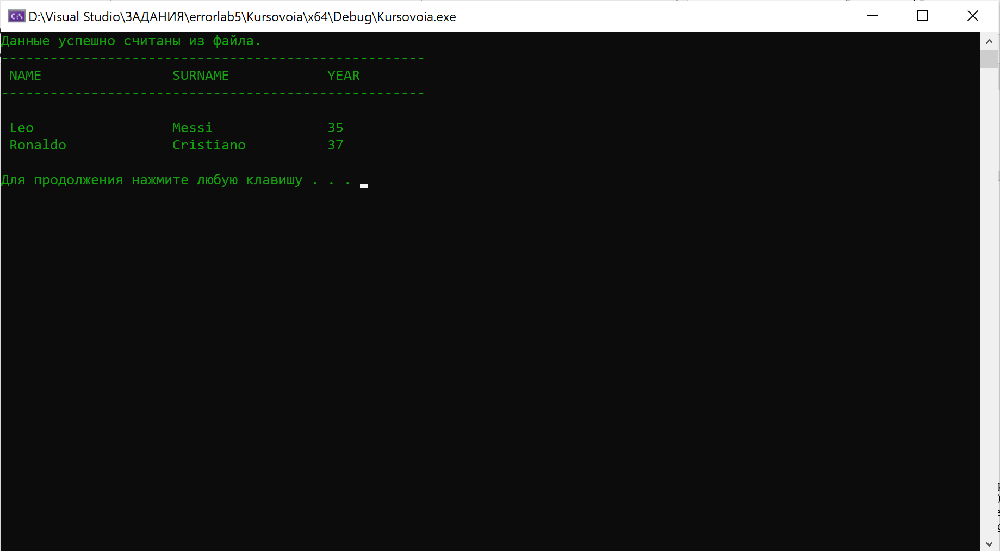 D:\Visual Studio\ЗАДАНИЯ\errorlab5\Kursovoia\x64\Debug\Kursovoia.exe
Данные успешно считаны из файла.
----------------------------------------------------
NAME SURNAME YEAR
----------------------------------------------------
Leo Messi 35
Ronaldo Cristiano 37
Для продолжения нажмите любую клавишу . . .